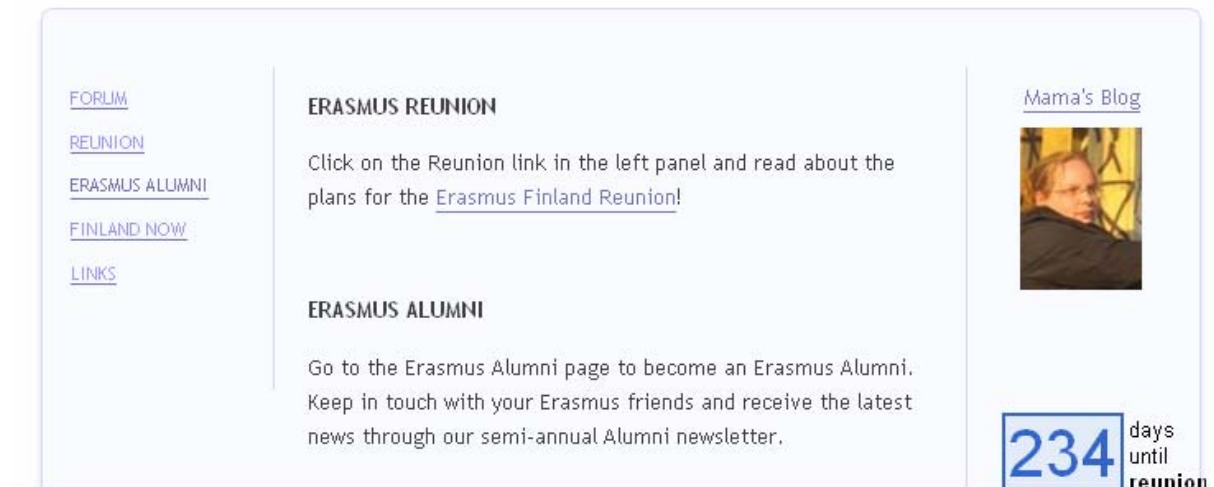 FORUM
REUNION
ERASMUS ALUMNI
FINLAND NOW
LINKS
ERASMUS REUNION
Click on the Reunion link in the left panel and read about the
plans for the Erasmus Finland Reunion!
ERASMUS ALUMNI
Go to the Erasmus Alumni page to become an Erasmus Alumni.
Keep in touch with your Erasmus friends and receive the latest
news through our semi-annual Alumni newsletter.
Mama's Blog
234
days
until
reunion